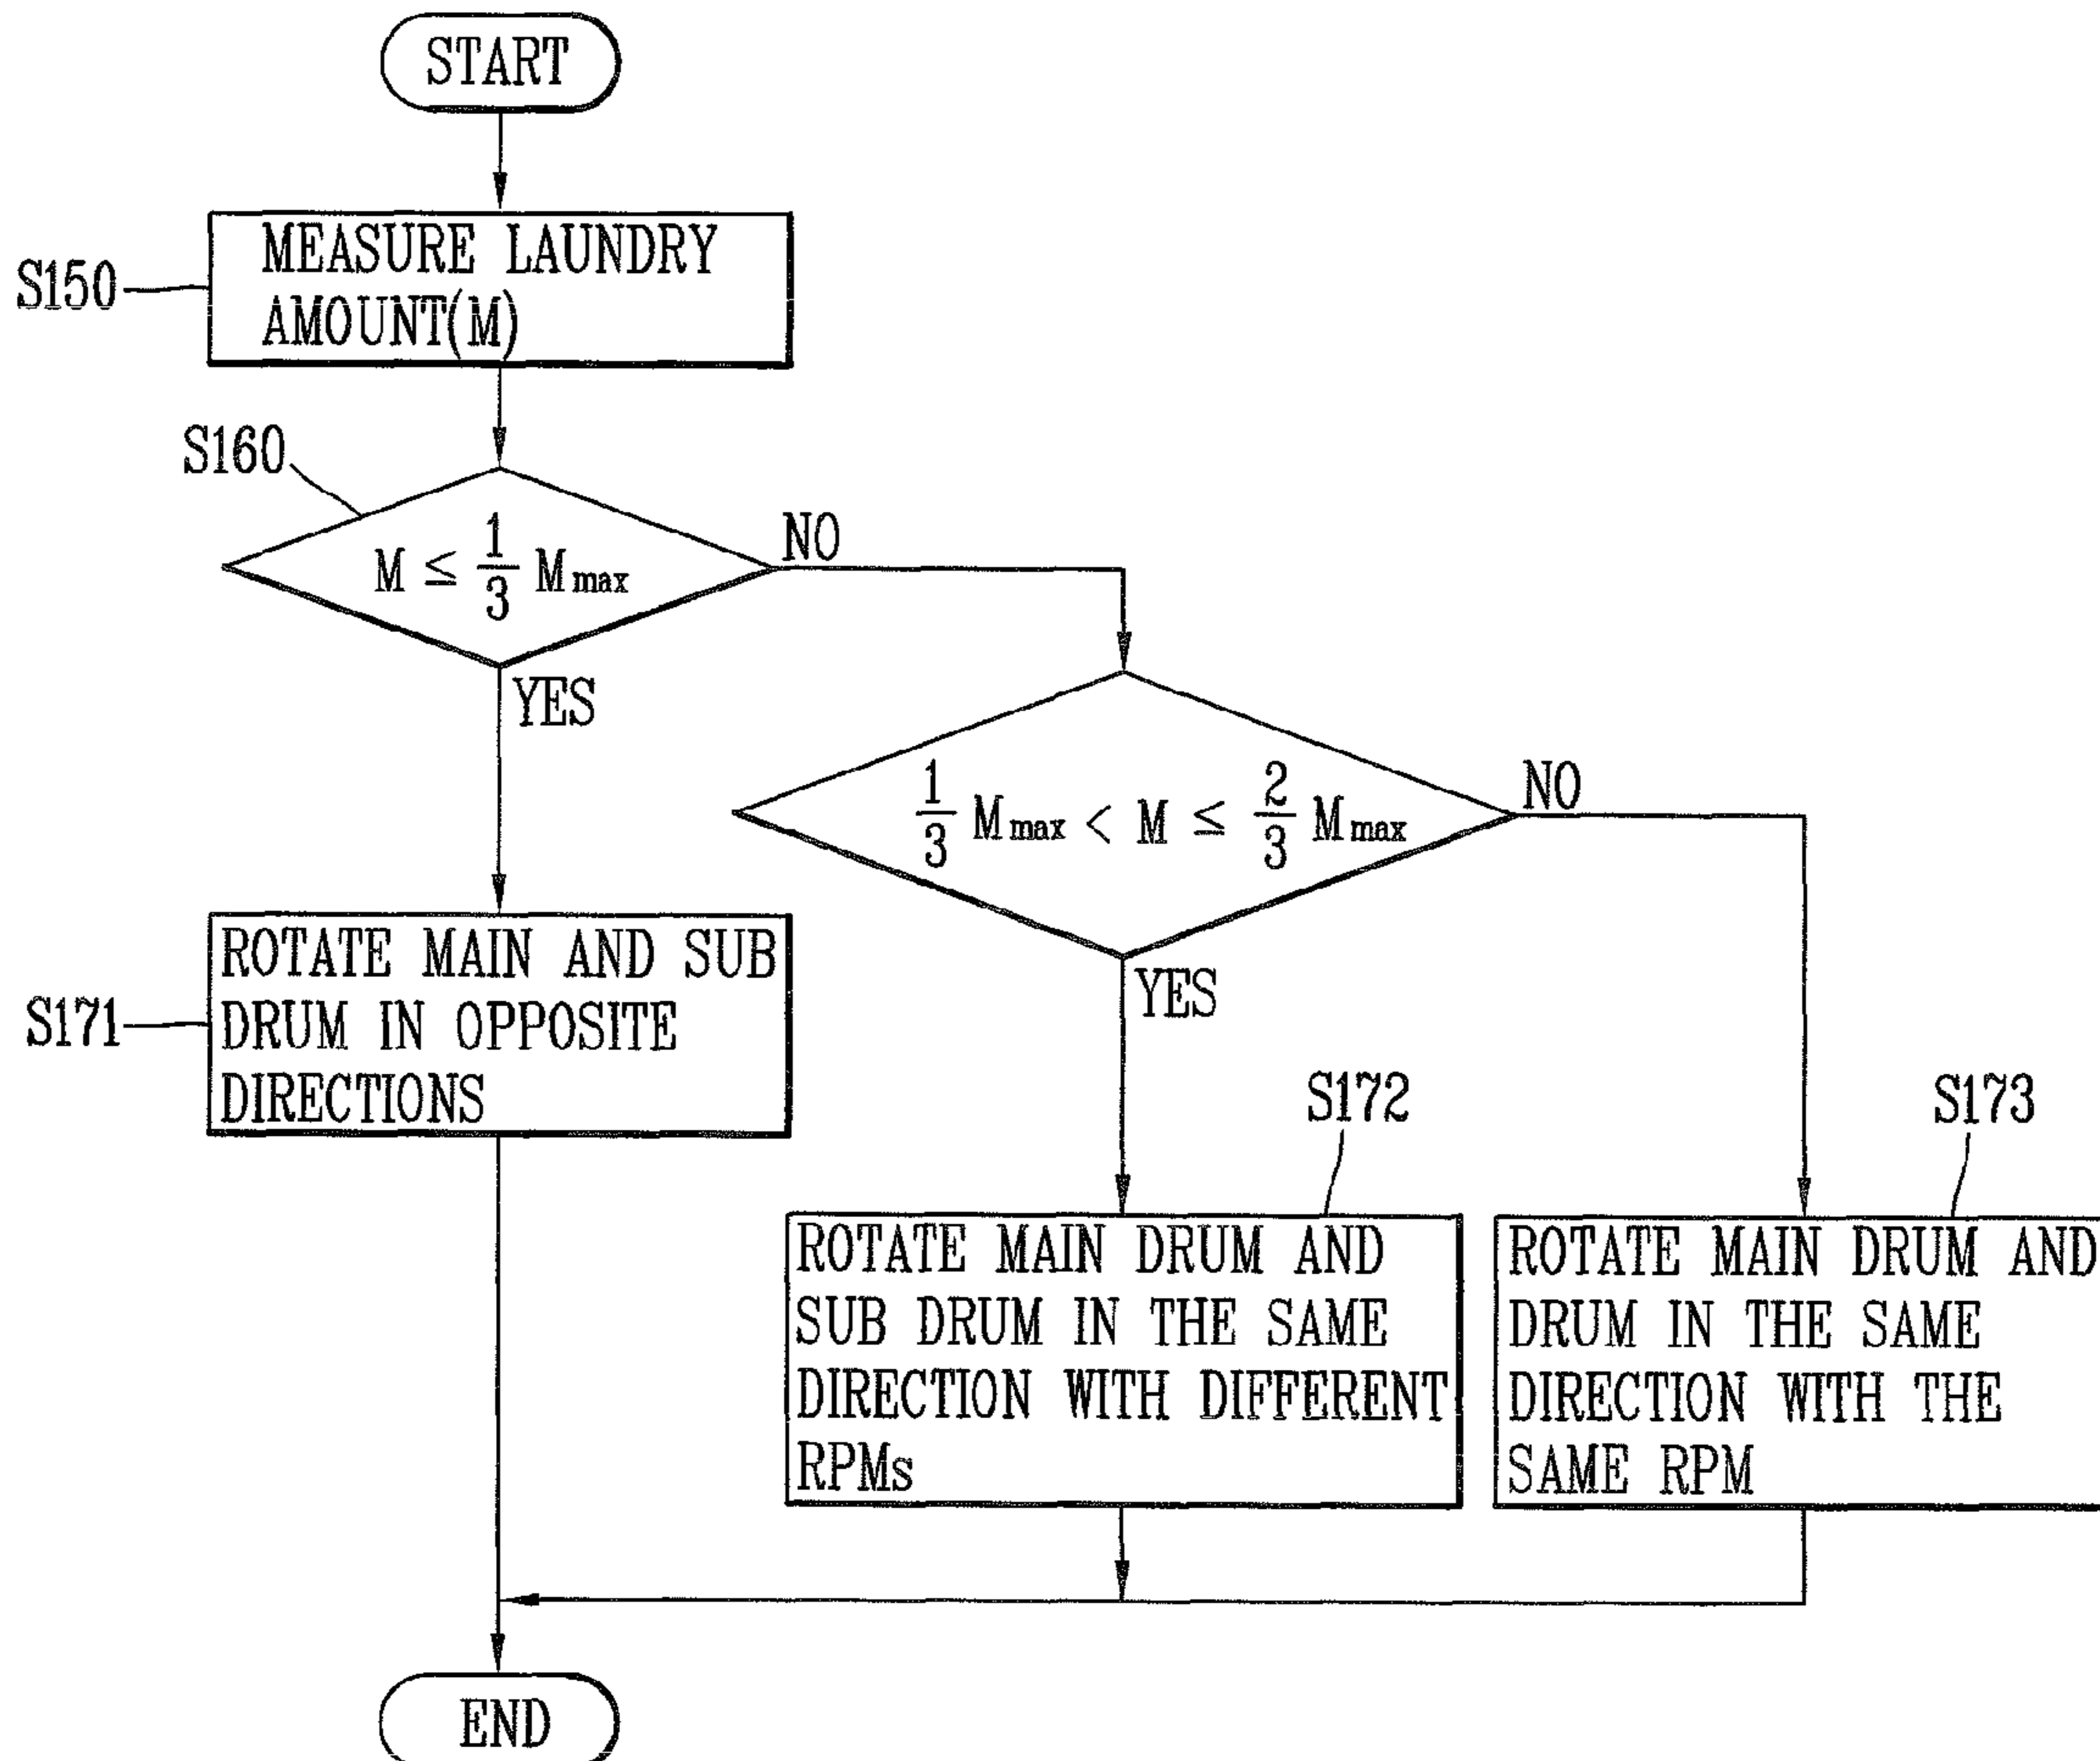 START
S150
MEASURE LAUNDRY
AMOUNT(M)
S160
M ≤ 1/3 Mmax
NO
YES
1/3 Mmax < M ≤ 2/3 Mmax
NO
YES
S171
ROTATE MAIN AND SUB
DRUM IN OPPOSITE
DIRECTIONS
S172
ROTATE MAIN DRUM AND
SUB DRUM IN THE SAME
DIRECTION WITH DIFFERENT
RPMs
S173
ROTATE MAIN DRUM AND
DRUM IN THE SAME
DIRECTION WITH THE
SAME RPM
END